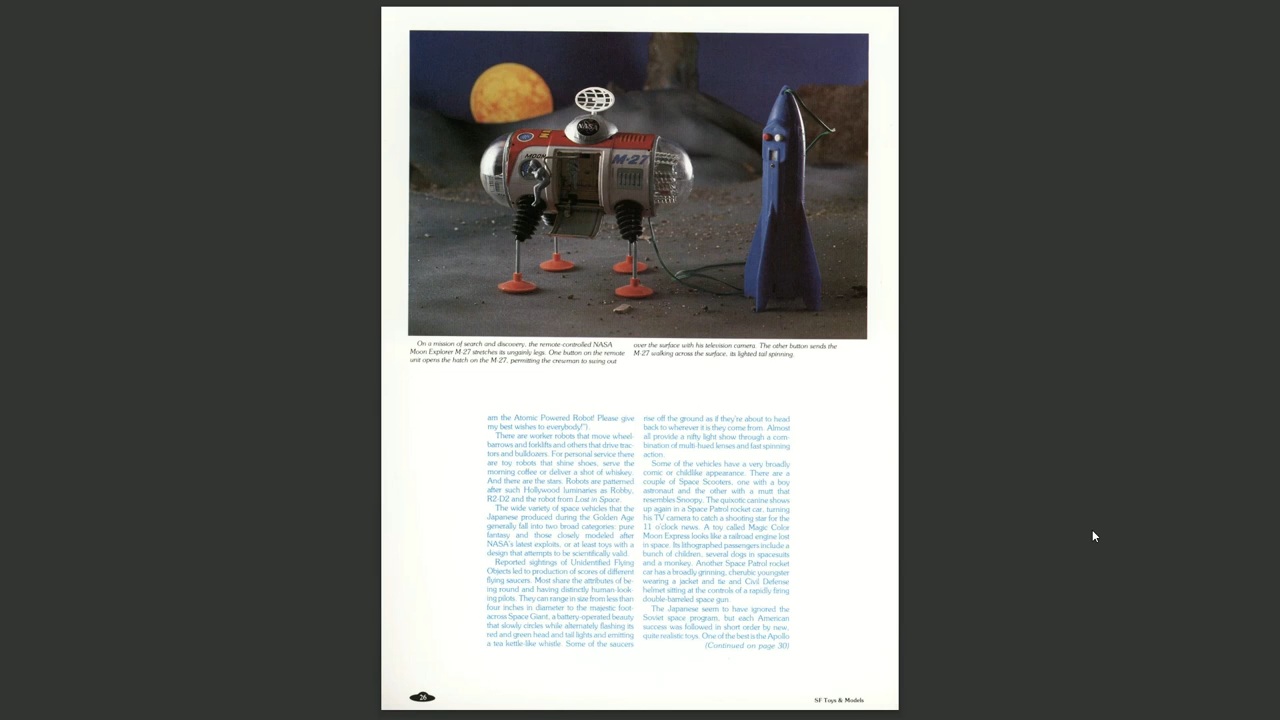 NASA
MOON
M-27
On a mission of search and discovery, the remote-controlled NASA
Moon Explorer M-27 stretches its ungainly legs. One button on the remote
unit opens the hatch on the M-27, permitting the crewman to swing out
over the surface with his television camera. The other button sends the
M-27 walking across the surface, its lighted tail spinning.
am the Atomic Powered Robot! Please give
my best wishes to everybody!").
There are worker robots that move wheel-
barrows and forklifts and others that drive trac-
tors and bulldozers. For personal service there
are toy robots that shine shoes, serve the
morning coffee or deliver a shot of whiskey.
And there are the stars. Robots are patterned
after such Hollywood luminaries as Robby,
R2-D2 and the robot from Lost in Space.
The wide variety of space vehicles that the
Japanese produced during the Golden Age
generally fall into two broad categories: pure
fantasy and those closely modeled after
NASA's latest exploits, or at least toys with a
design that attempts to be scientifically valid.
Reported sightings of Unidentified Flying
Objects led to production of scores of different
flying saucers. Most share the attributes of be-
ing round and having distinctly human-look-
ing pilots. They can range in size from less than
four inches in diameter to the majestic foot-
across Space Giant, a battery-operated beauty
that slowly circles while alternately flashing its
red and green head and tail lights and emitting
a tea kettle-like whistle. Some of the saucers
rise off the ground as if they're about to head
back to wherever it is they come from. Almost
all provide a nifty light show through a com-
bination of multi-hued lenses and fast spinning
action.
Some of the vehicles have a very broadly
comic or childlike appearance. There are a
couple of Space Scooters, one with a boy
astronaut and the other with a mutt that
resembles Snoopy. The quixotic canine shows
up again in a Space Patrol rocket car, turning
his TV camera to catch a shooting star for the
11 o'clock news. A toy called Magic Color
Moon Express looks like a railroad engine lost
in space. Its lithographed passengers include a
bunch of children, several dogs in spacesuits
and a monkey. Another Space Patrol rocket
car has a broadly grinning, cherubic youngster
wearing a jacket and tie and Civil Defense
helmet sitting at the controls of a rapidly firing
double-barreled space gun.
The Japanese seem to have ignored the
Soviet space program, but each American
success was followed in short order by new,
quite realistic toys. One of the best is the Apollo
(Continued on page 30)
26
SF Toys & Models